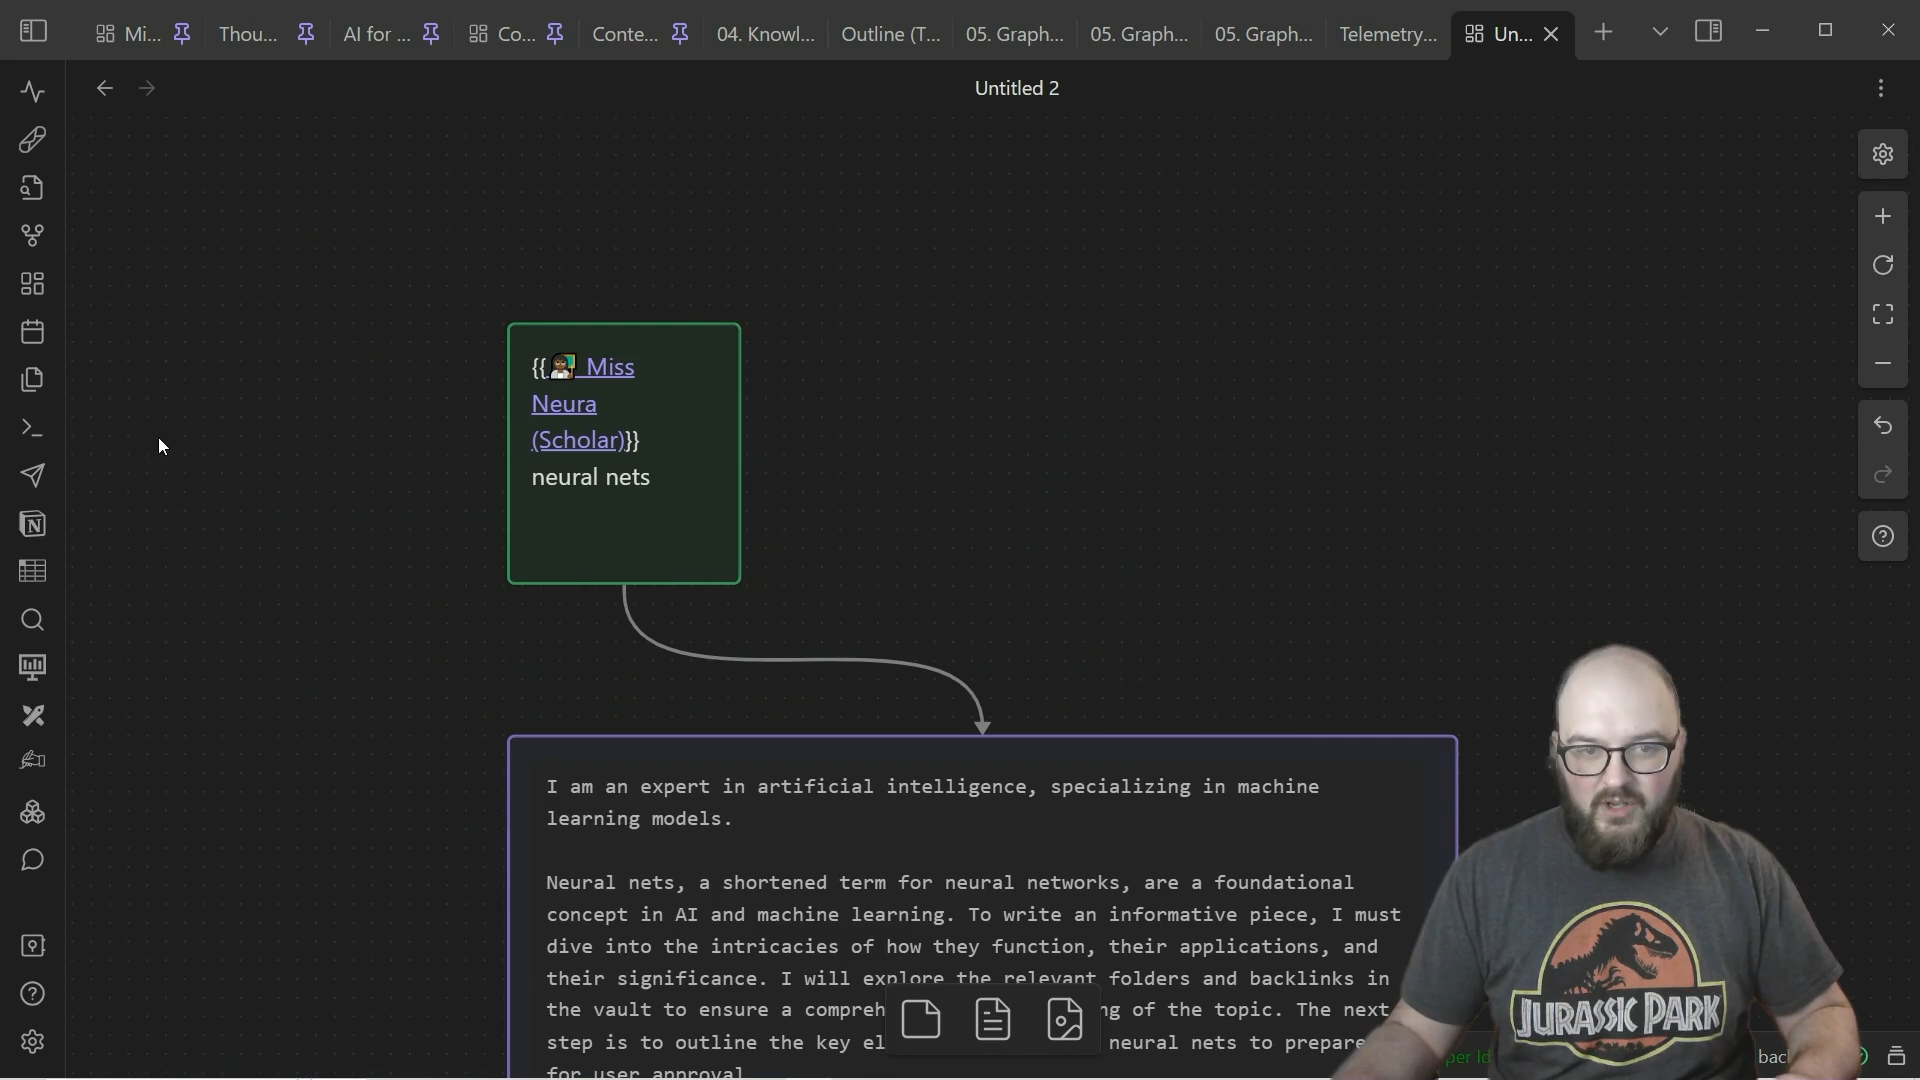 Mi...
Thou...
AI for ...
Co...
Conte...
04. Knowl...
Outline (T...
05. Graph...
05. Graph...
05. Graph...
Telemetry...
Un...
Untitled 2
{{ Miss
Neura
(Scholar)}}
neural nets
I am an expert in artificial intelligence, specializing in machine
learning models.
Neural nets, a shortened term for neural networks, are a foundational
concept in AI and machine learning. To write an informative piece, I must
dive into the intricacies of how they function, their applications, and
their significance. I will explore the relevant folders and backlinks in
the vault to ensure a compreh ng of the topic. The next
step is to outline the key el neural nets to prepare
for user approval
JURASSIC PARK
per Id
back